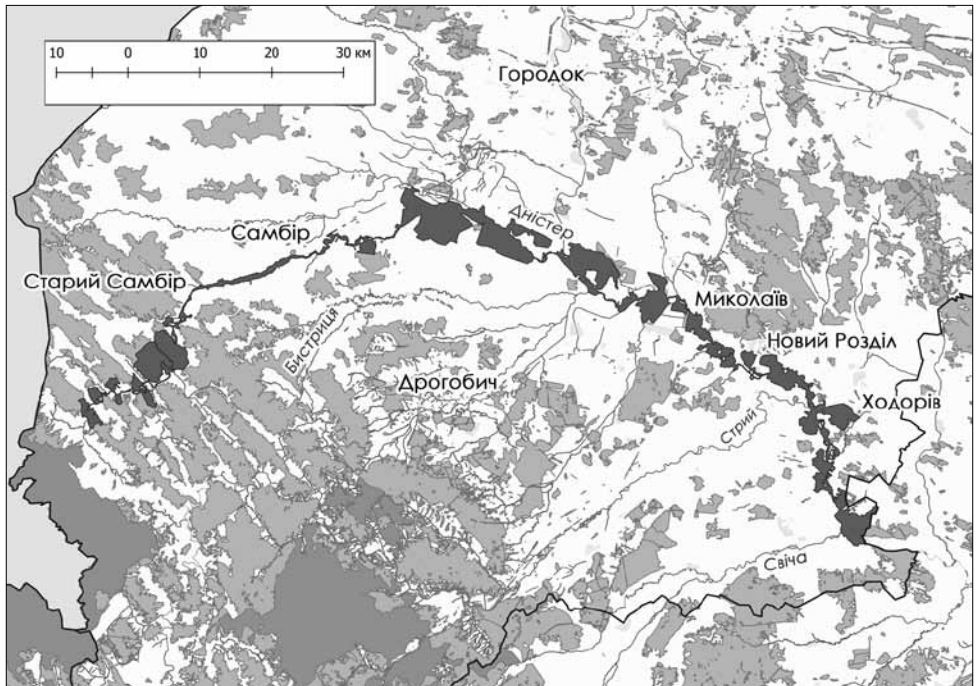 10 0 10 20 30 км
Городок
Дністер
Самбір
Старий Самбір
Миколаїв
Бистриця
Новий Розділ
Дрогобич
Ходорів
Стрий
Свіча